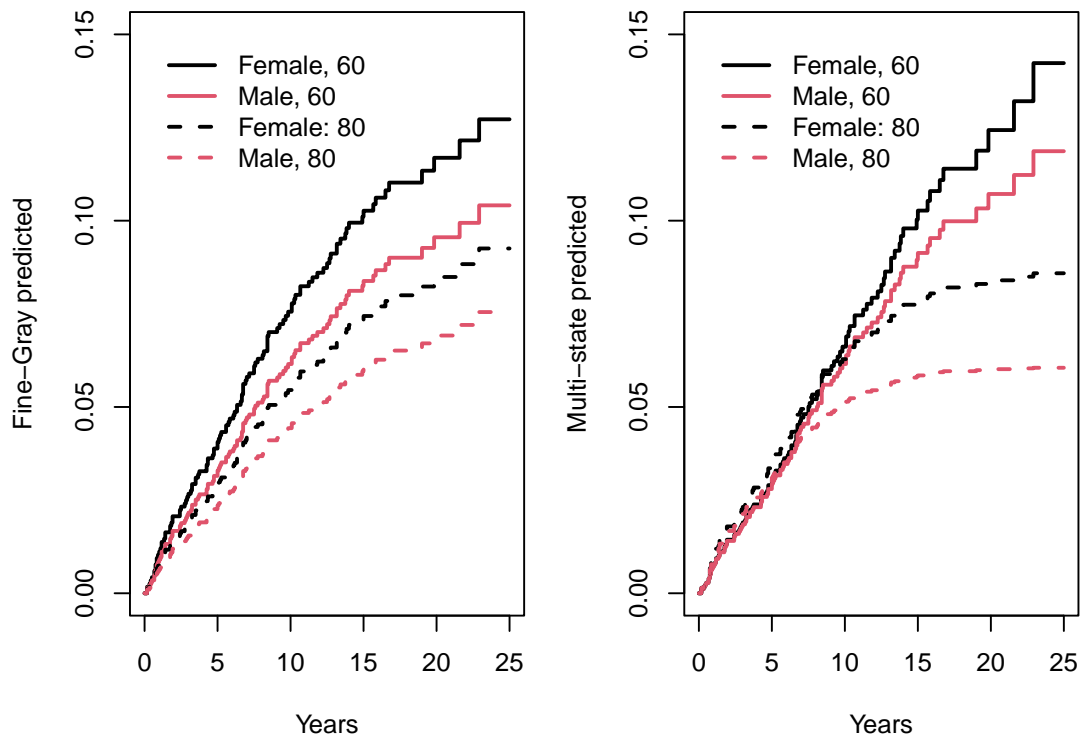 Fine−Gray predicted
0.00
0.05
0.10
0.15
Female, 60
Male, 60
Female: 80
Male, 80
0 5 10 15 20 25
Years
Multi−state predicted
0.00
0.05
0.10
0.15
Female, 60
Male, 60
Female: 80
Male, 80
0 5 10 15 20 25
Years